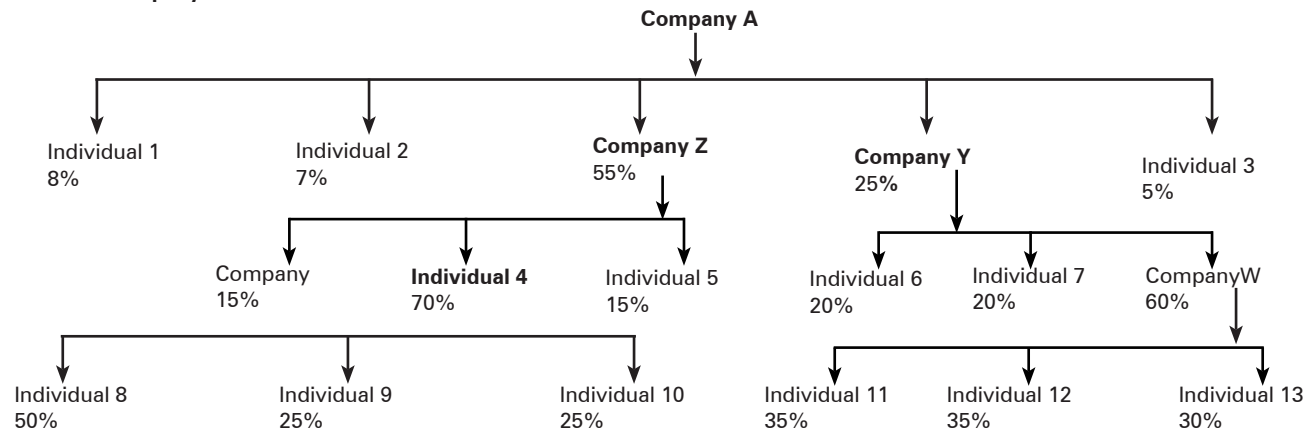 Company A
Individual 1
8%
Individual 2
7%
Company Z
55%
Company Y
25%
Individual 3
5%
Company
15%
Individual 4
70%
Individual 5
15%
Individual 6
20%
Individual 7
20%
CompanyW
60%
Individual 8
50%
Individual 9
25%
Individual 10
25%
Individual 11
35%
Individual 12
35%
Individual 13
30%